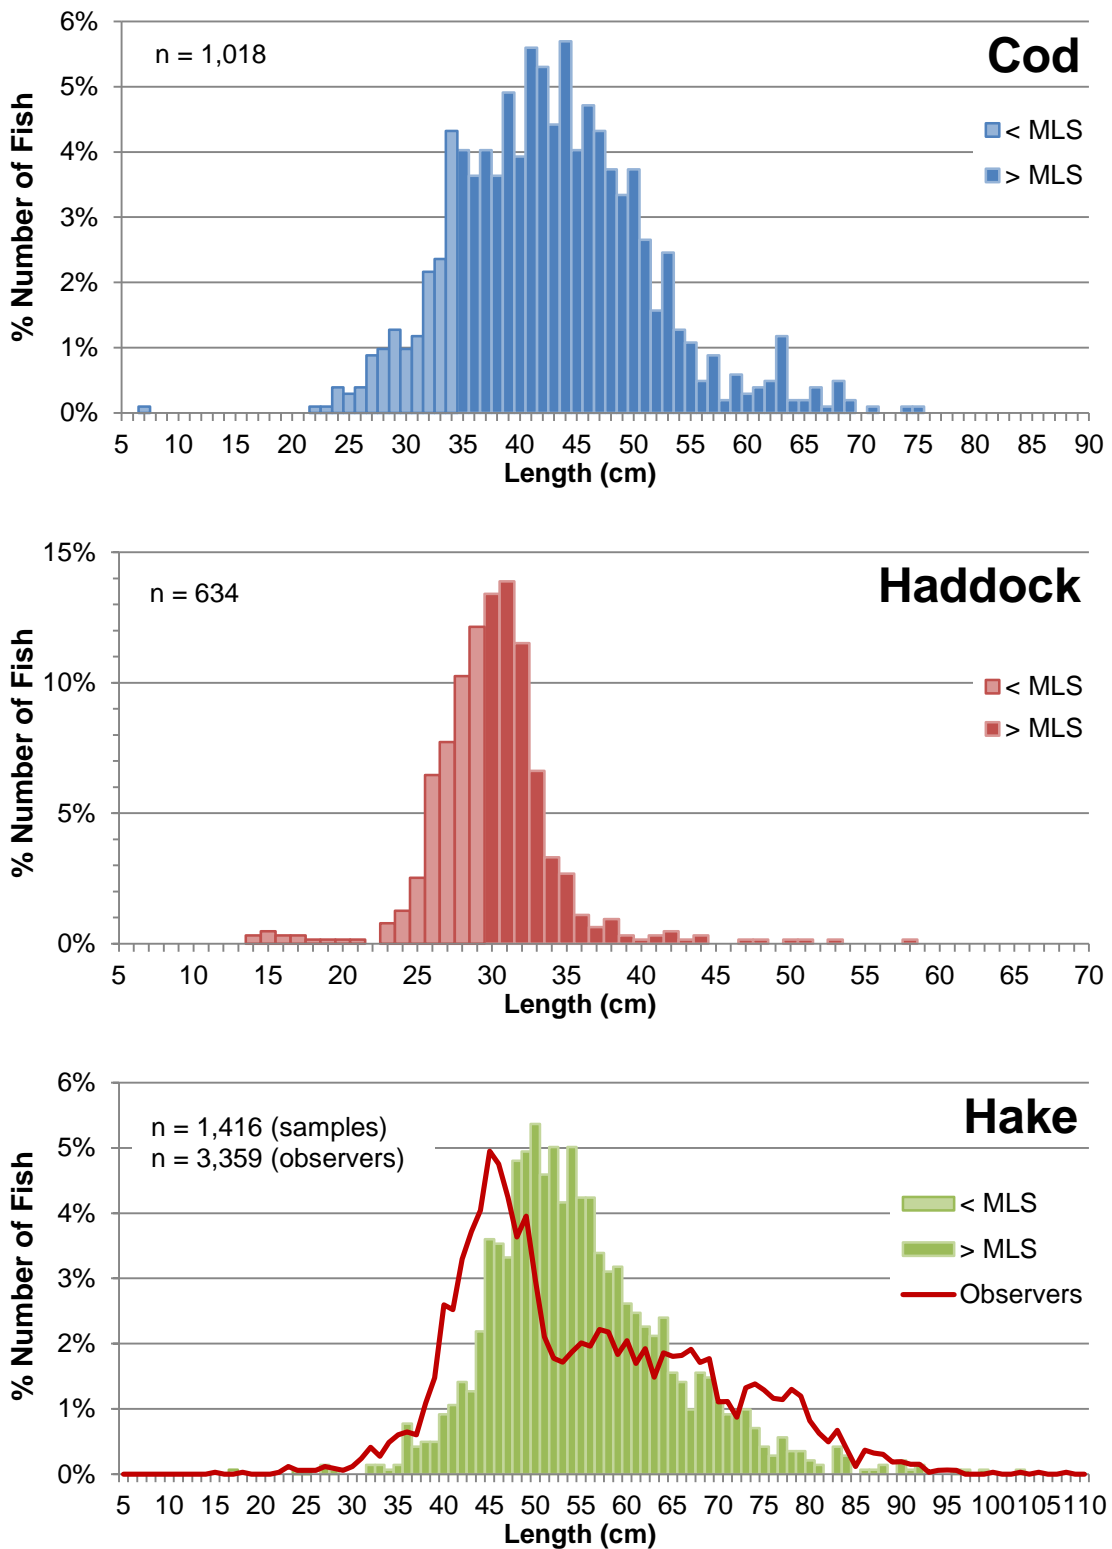 6%
5%
4%
3%
2%
1%
0%
% Number of Fish
n = 1,018
Cod
< MLS
> MLS
5 10 15 20 25 30 35 40 45 50 55 60 65 70 75 80 85 90
Length (cm)
15%
10%
5%
0%
% Number of Fish
n = 634
Haddock
< MLS
> MLS
5 10 15 20 25 30 35 40 45 50 55 60 65 70
Length (cm)
6%
5%
4%
3%
2%
1%
0%
% Number of Fish
n = 1,416 (samples)
n = 3,359 (observers)
Hake
< MLS
> MLS
Observers
5 10 15 20 25 30 35 40 45 50 55 60 65 70 75 80 85 90 95 100 105 110
Length (cm)